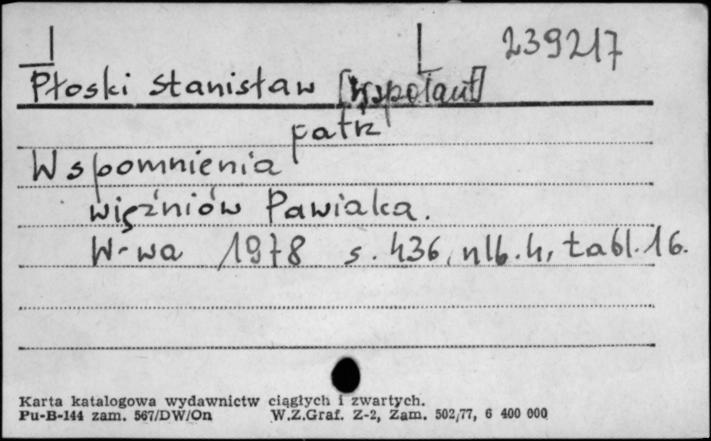 239217
Płoski Stanisław [Współaut]
patrz
Wspomnienia
więźniów Pawiaka.
W-wa 1978 s. 436, nlb. 4, tabl. 16.
Karta katalogowa wydawnictw ciągłych i zwartych.
Pu-B-144 zam. 567/DW/On W.Z.Graf. Z-2, Zam. 502/77, 6 400 000